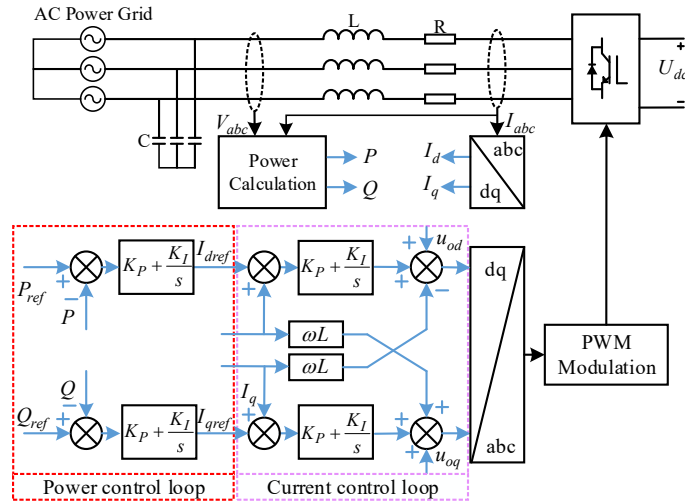 AC Power Grid
L
R
+
U_dc
−
C
V_abc
I_abc
Power
Calculation
P
Q
I_d
I_q
abc
dq
P_ref
+
−
P
K_P + K_I/s
I_dref
+
K_P + K_I/s
+
+
−
u_od
dq
abc
ωL
ωL
PWM
Modulation
Q
Q_ref
−
+
K_P + K_I/s
I_qref
I_q
+
K_P + K_I/s
+
+
+
u_oq
Power control loop
Current control loop